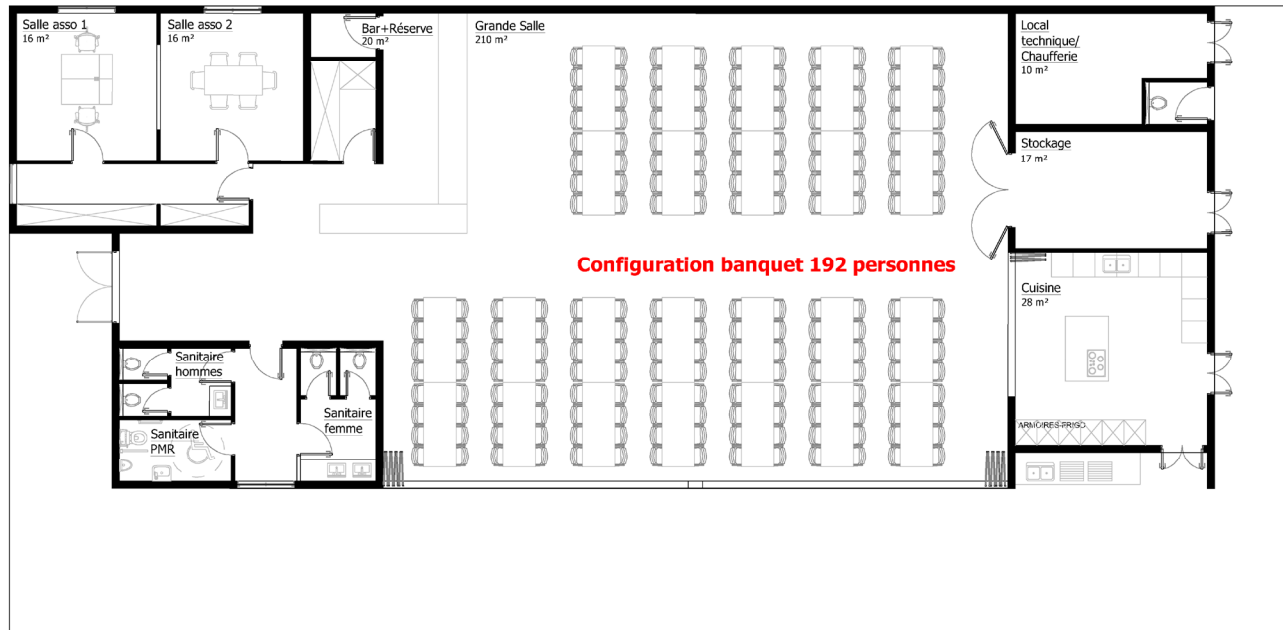 Salle asso 1
16 m²
Salle asso 2
16 m²
Bar+Réserve
20 m²
Grande Salle
210 m²
Local
technique/
Chaufferie
10 m²
Stockage
17 m²
Configuration banquet 192 personnes
Cuisine
28 m²
Sanitaire
hommes
Sanitaire
femme
Sanitaire
PMR
ARMOIRES FRIGO